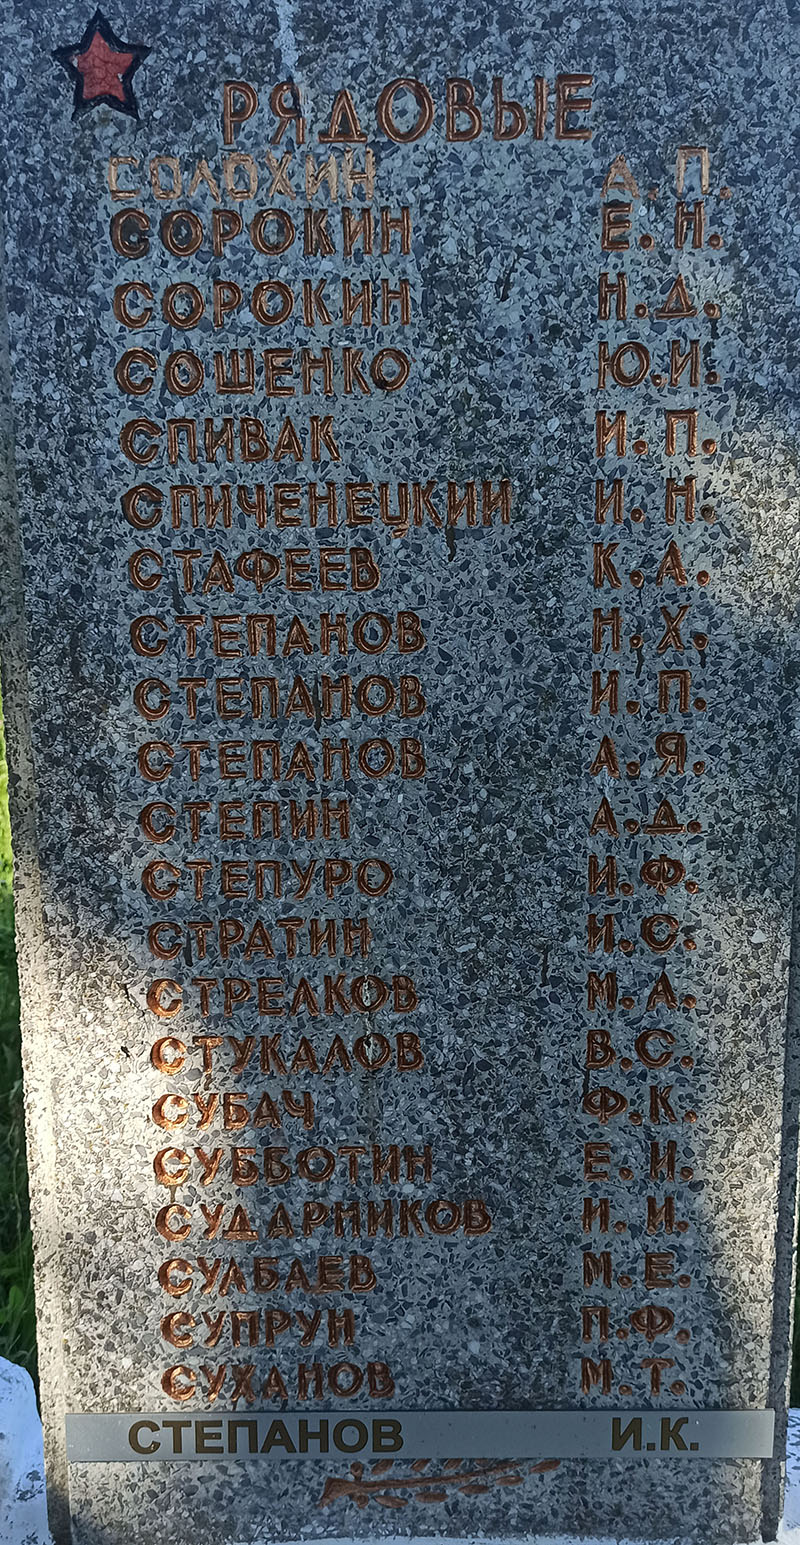 РЯДОВЫЕ
СОЛОХИН А.П.
СОРОКИН Е.Н.
СОРОКИН Н.Д.
СОШЕНКО Ю.И.
СПИВАК И.П.
СПИЧЕНЕЦКИИ И.Н.
СТАФЕЕВ К.А.
СТЕПАНОВ Н.Х.
СТЕПАНОВ И.П.
СТЕПАНОВ А.Я.
СТЕПИН А.Д.
СТЕПУРО И.Ф.
СТРАТИН И.С.
СТРЕЛКОВ М.А.
СТУКАЛОВ В.С.
СУБАЧ Ф.К.
СУББОТИН Е.И.
СУДАРНИКОВ И.И.
СУЛБАЕВ М.Е.
СУПРУН П.Ф.
СУХАНОВ М.Т.
СТЕПАНОВ И.К.